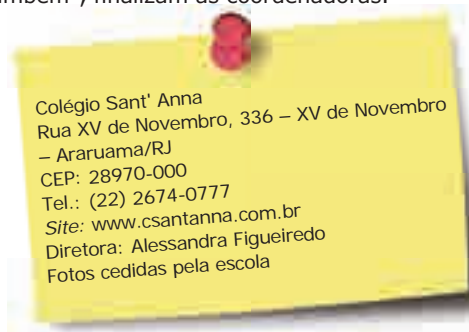 também", finalizam as coordenadoras.
Colégio Sant' Anna
Rua XV de Novembro, 336 – XV de Novembro
– Araruama/RJ
CEP: 28970-000
Tel.: (22) 2674-0777
Site: www.csantanna.com.br
Diretora: Alessandra Figueiredo
Fotos cedidas pela escola